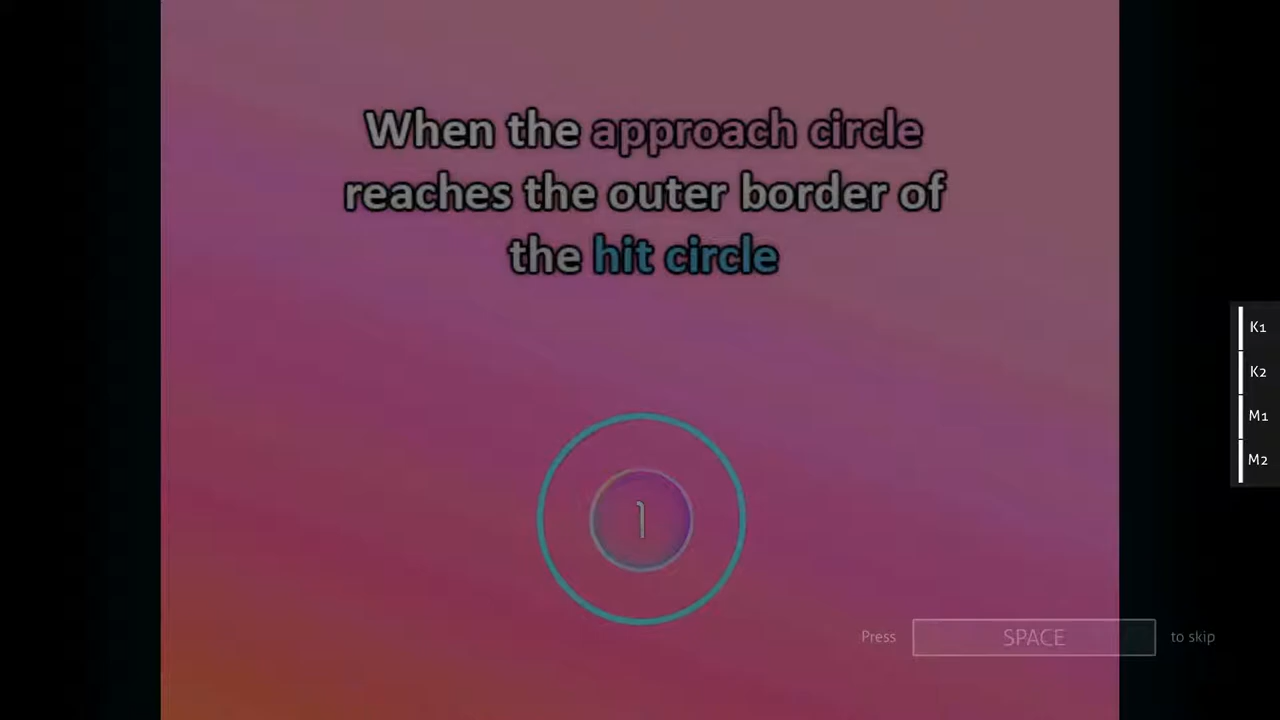 When the approach circle
reaches the outer border of
the hit circle
K1
K2
M1
M2
1
Press SPACE to skip